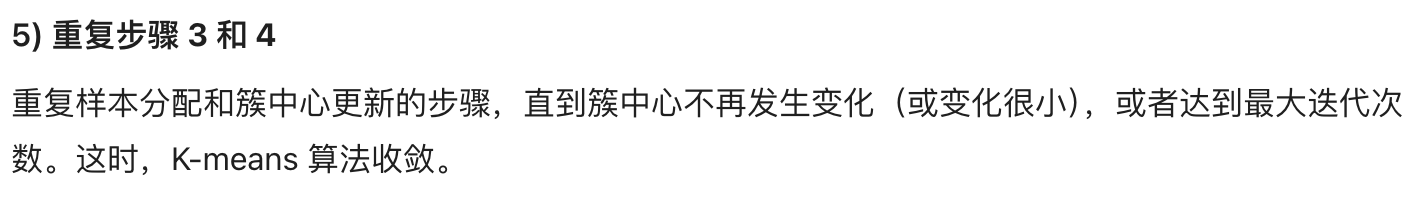 5) 重复步骤 3 和 4
重复样本分配和簇中心更新的步骤，直到簇中心不再发生变化（或变化很小），或者达到最大迭代次
数。这时，K-means 算法收敛。